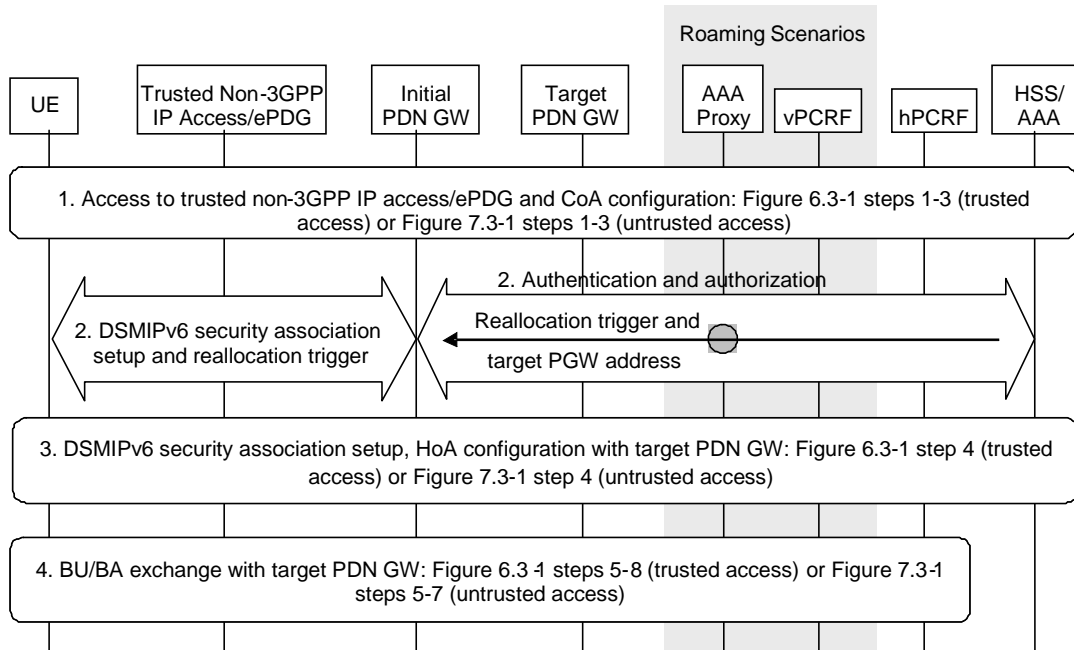 Roaming Scenarios
UE
Trusted Non-3GPP
IP Access/ePDG
Initial
PDN GW
Target
PDN GW
AAA
Proxy
vPCRF
hPCRF
HSS/
AAA
1. Access to trusted non-3GPP IP access/ePDG and CoA configuration: Figure 6.3-1 steps 1-3 (trusted
access) or Figure 7.3-1 steps 1-3 (untrusted access)
2. Authentication and authorization
2. DSMIPv6 security association
setup and reallocation trigger
Reallocation trigger and
target PGW address
3. DSMIPv6 security association setup, HoA configuration with target PDN GW: Figure 6.3-1 step 4 (trusted
access) or Figure 7.3-1 step 4 (untrusted access)
4. BU/BA exchange with target PDN GW: Figure 6.3-1 steps 5-8 (trusted access) or Figure 7.3-1
steps 5-7 (untrusted access)